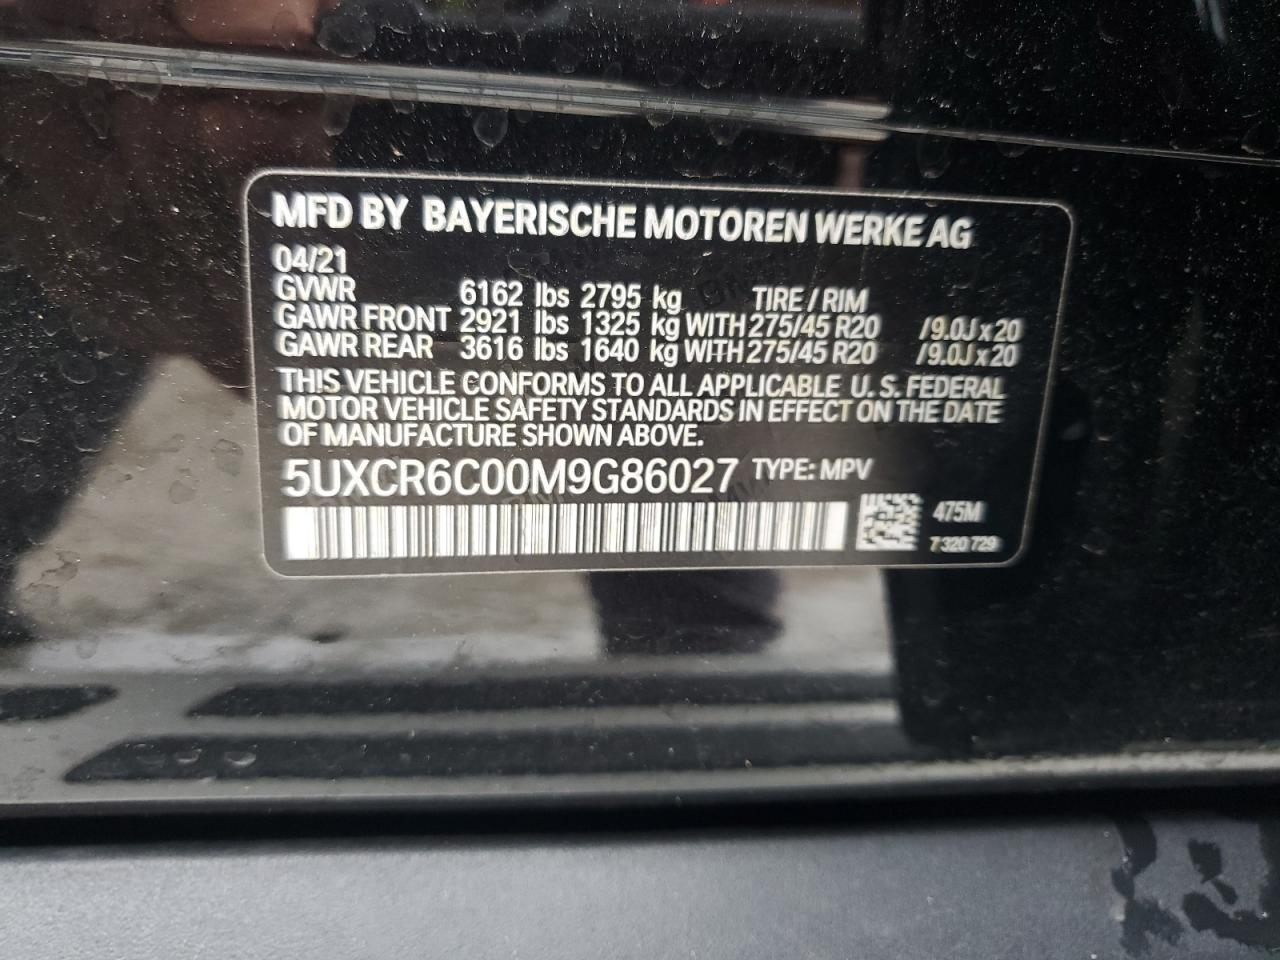 MFD BY BAYERISCHE MOTOREN WERKE AG
04/21
GVWR 6162 lbs 2795 kg TIRE / RIM
GAWR FRONT 2921 lbs 1325 kg WITH 275/45 R20 /9.0J x 20
GAWR REAR 3616 lbs 1640 kg WITH 275/45 R20 /9.0J x 20
THIS VEHICLE CONFORMS TO ALL APPLICABLE U.S. FEDERAL
MOTOR VEHICLE SAFETY STANDARDS IN EFFECT ON THE DATE
OF MANUFACTURE SHOWN ABOVE.
5UXCR6C00M9G86027 TYPE: MPV
475M
7 320 729